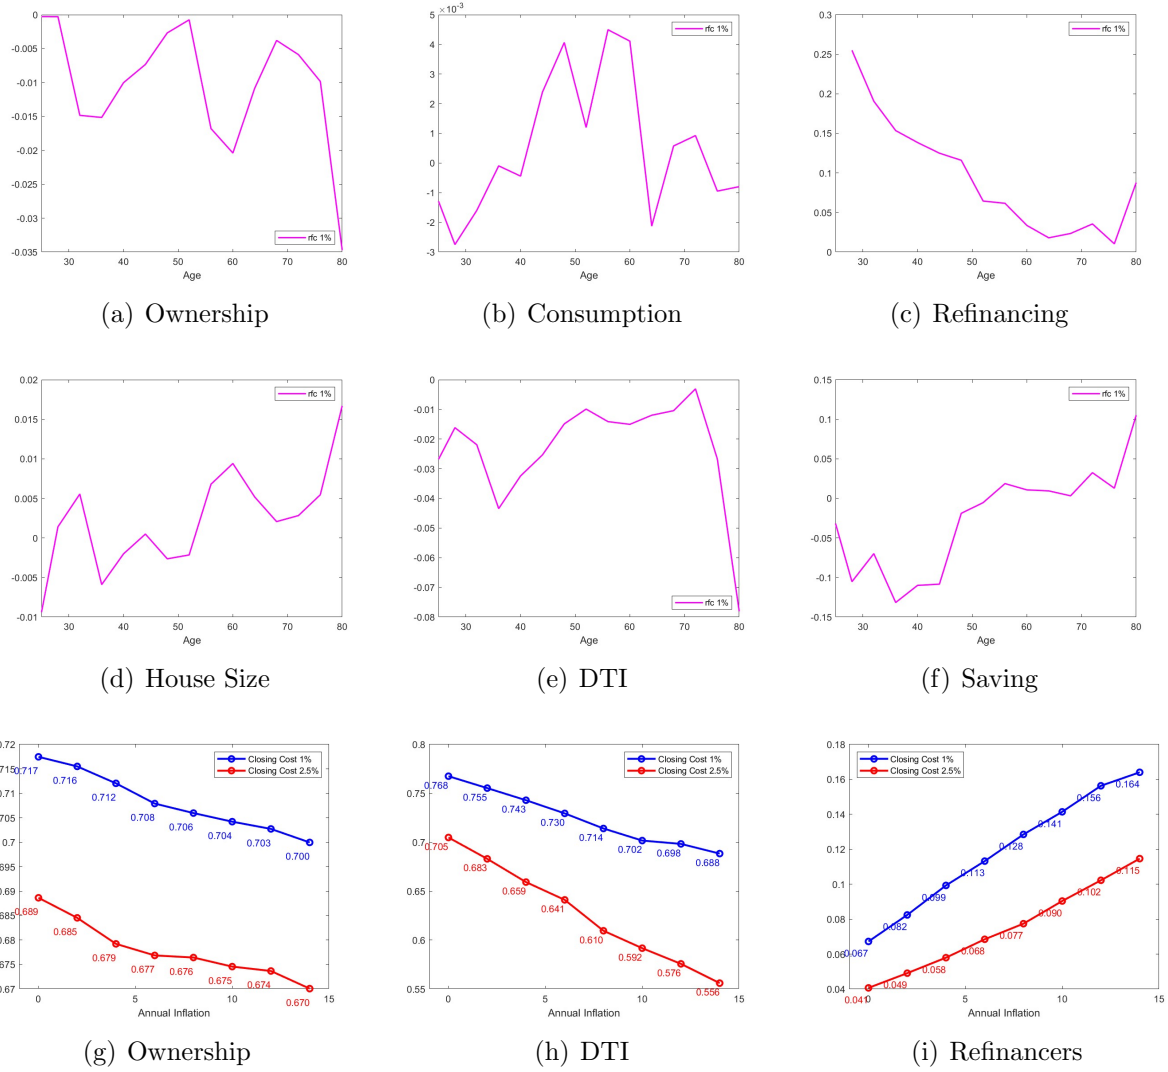 0
-0.005
-0.01
-0.015
-0.02
-0.025
-0.03
-0.035
30 40 50 60 70 80
Age
rfc 1%
(a) Ownership
×10⁻³
5
4
3
2
1
0
-1
-2
-3
30 40 50 60 70 80
Age
rfc 1%
(b) Consumption
0.3
0.25
0.2
0.15
0.1
0.05
0
30 40 50 60 70 80
Age
rfc 1%
(c) Refinancing
0.02
0.015
0.01
0.005
0
-0.005
-0.01
30 40 50 60 70 80
Age
rfc 1%
(d) House Size
0
-0.01
-0.02
-0.03
-0.04
-0.05
-0.06
-0.07
-0.08
30 40 50 60 70 80
Age
rfc 1%
(e) DTI
0.15
0.1
0.05
0
-0.05
-0.1
-0.15
30 40 50 60 70 80
Age
rfc 1%
(f) Saving
0.71
0.7
0.69
0.68
0.67
0 5 10 15
Annual Inflation
Closing Cost 1%
Closing Cost 2.5%
0.717 0.716 0.712 0.708 0.706 0.704 0.703 0.700
0.689 0.685 0.679 0.677 0.676 0.675 0.674 0.670
(g) Ownership
0.8
0.75
0.7
0.65
0.6
0.55
0 5 10 15
Annual Inflation
Closing Cost 1%
Closing Cost 2.5%
0.768 0.755 0.743 0.730 0.714 0.702 0.698 0.688
0.705 0.683 0.659 0.641 0.610 0.592 0.576 0.556
(h) DTI
0.18
0.16
0.14
0.12
0.1
0.08
0.06
0.04
0 5 10 15
Annual Inflation
Closing Cost 1%
Closing Cost 2.5%
0.067 0.082 0.099 0.113 0.128 0.141 0.156 0.164
0.041 0.049 0.058 0.068 0.077 0.090 0.102 0.115
(i) Refinancers